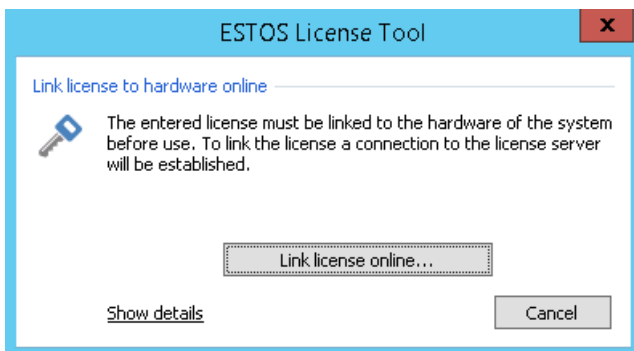 ESTOS License Tool
x
Link license to hardware online
The entered license must be linked to the hardware of the system
before use. To link the license a connection to the license server
will be established.
Link license online...
Show details
Cancel